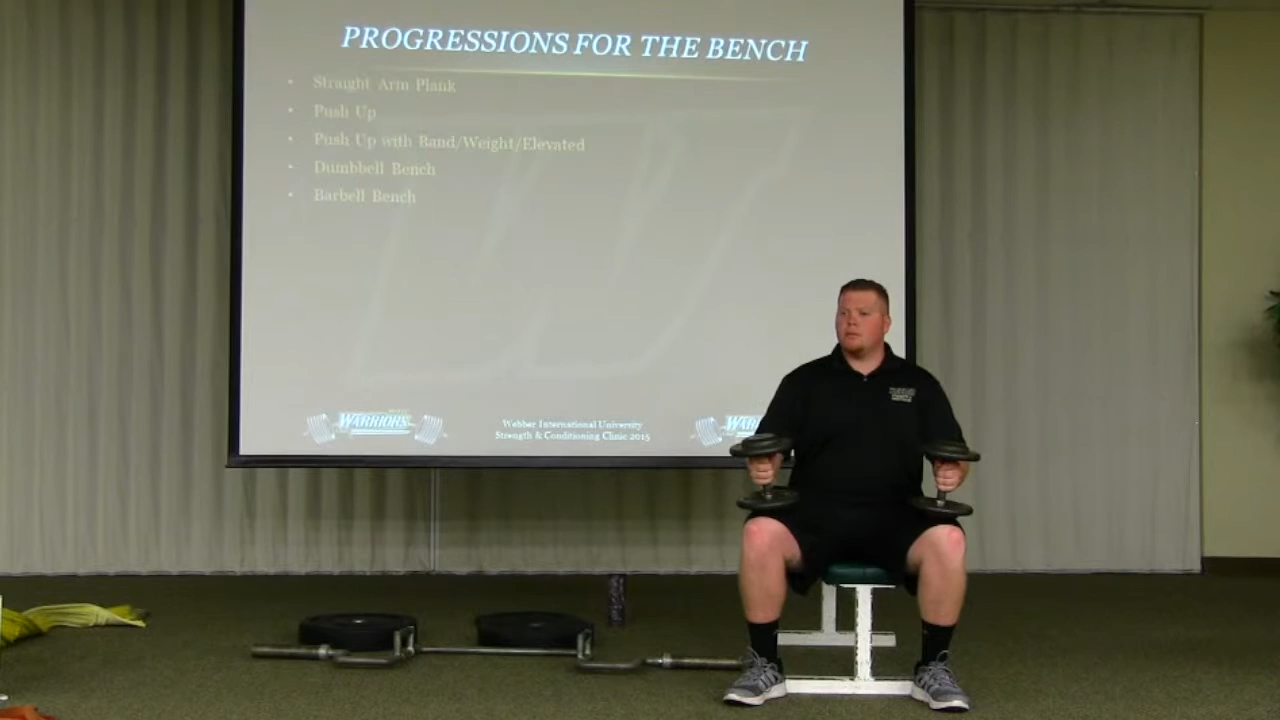 PROGRESSIONS FOR THE BENCH
• Straight Arm Plank
• Push Up
• Push Up with Band/Weight/Elevated
• Dumbbell Bench
• Barbell Bench
WARRIORS
Webber International University
Strength & Conditioning Clinic 2015
WAR